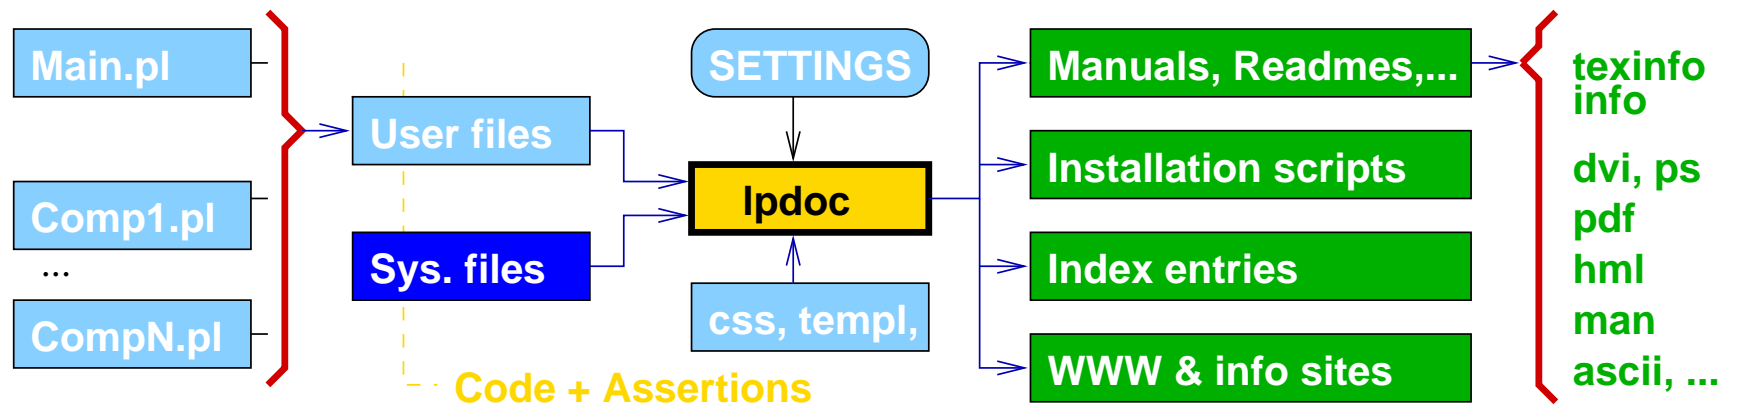 Main.pl
Comp1.pl
...
CompN.pl
User files
Sys. files
Code + Assertions
SETTINGS
lpdoc
css, templ,
Manuals, Readmes,...
Installation scripts
Index entries
WWW & info sites
texinfo
info
dvi, ps
pdf
hml
man
ascii, ...